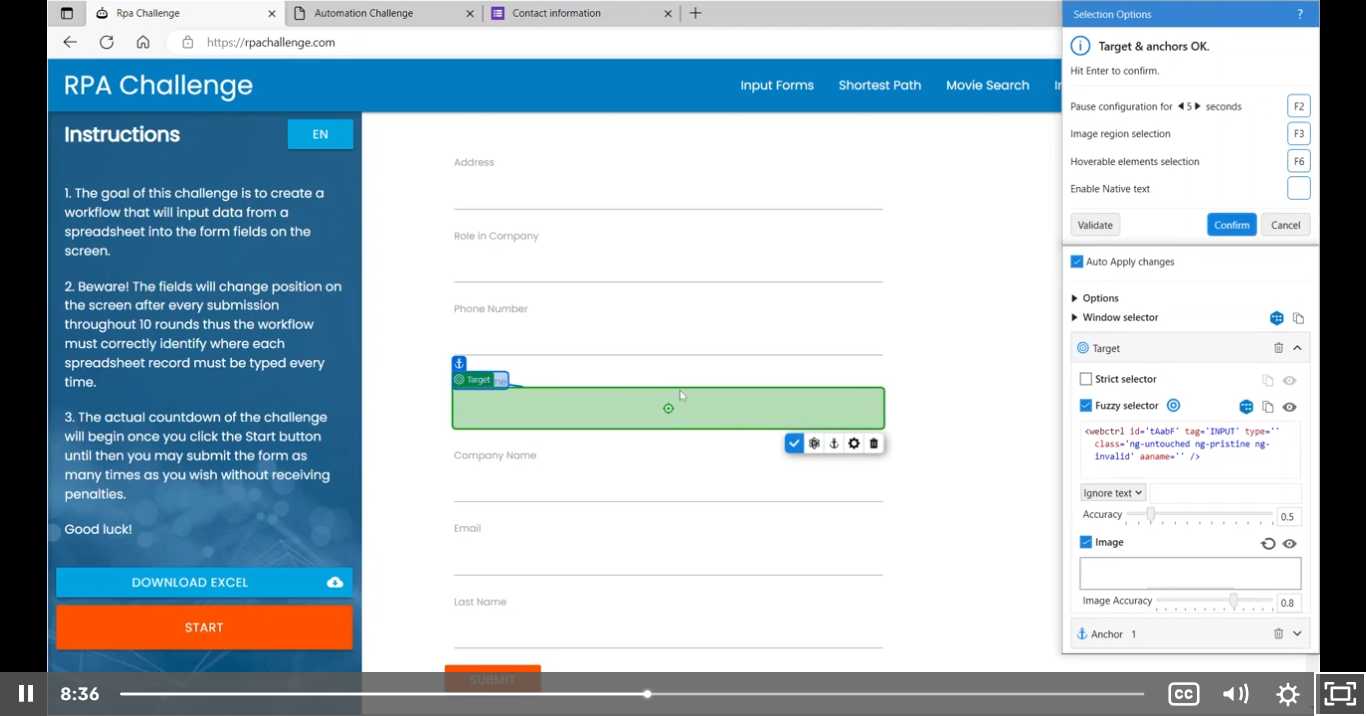 Rpa Challenge
Automation Challenge
Contact information
https://rpachallenge.com
RPA Challenge
Input Forms
Shortest Path
Movie Search
Instructions
EN
1. The goal of this challenge is to create a
workflow that will input data from a
spreadsheet into the form fields on the
screen.
2. Beware! The fields will change position on
the screen after every submission
throughout 10 rounds thus the workflow
must correctly identify where each
spreadsheet record must be typed every
time.
3. The actual countdown of the challenge
will begin once you click the Start button
until then you may submit the form as
many times as you wish without receiving
penalties.
Good luck!
DOWNLOAD EXCEL
START
Address
Role in Company
Phone Number
Target
Company Name
Email
Last Name
SUBMIT
Selection Options
?
Target & anchors OK.
Hit Enter to confirm.
Pause configuration for 5 seconds
F2
Image region selection
F3
Hoverable elements selection
F6
Enable Native text
Validate
Confirm
Cancel
Auto Apply changes
Options
Window selector
Target
Strict selector
Fuzzy selector
<webctrl id='tAabF' tag='INPUT' type=''
class='ng-untouched ng-pristine ng-
invalid' aaname='' />
Ignore text
Accuracy
0.5
Image
Image Accuracy
0.8
Anchor 1
8:36
CC